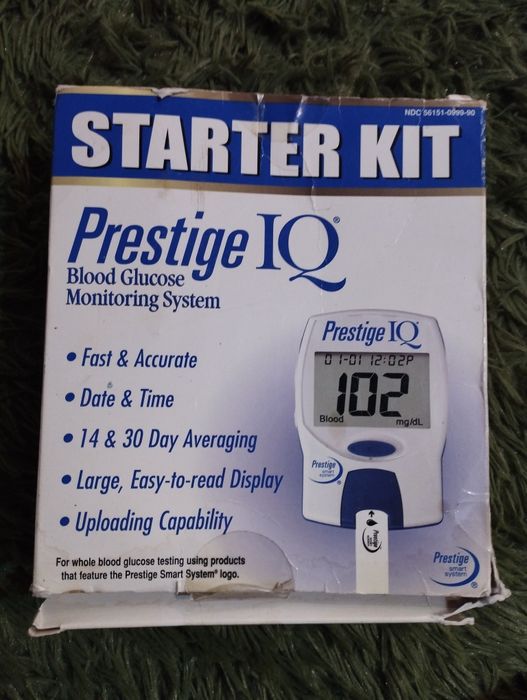 NDC 56151-0999-90
STARTER KIT
Prestige IQ®
Blood Glucose
Monitoring System
• Fast & Accurate
• Date & Time
• 14 & 30 Day Averaging
• Large, Easy-to-read Display
• Uploading Capability
Prestige IQ®
01-01 12:02P
102
Blood mg/dL
Prestige
smart
system
®
Prestige
smart
system
For whole blood glucose testing using products
that feature the Prestige Smart System® logo.
Prestige
smart
system
®